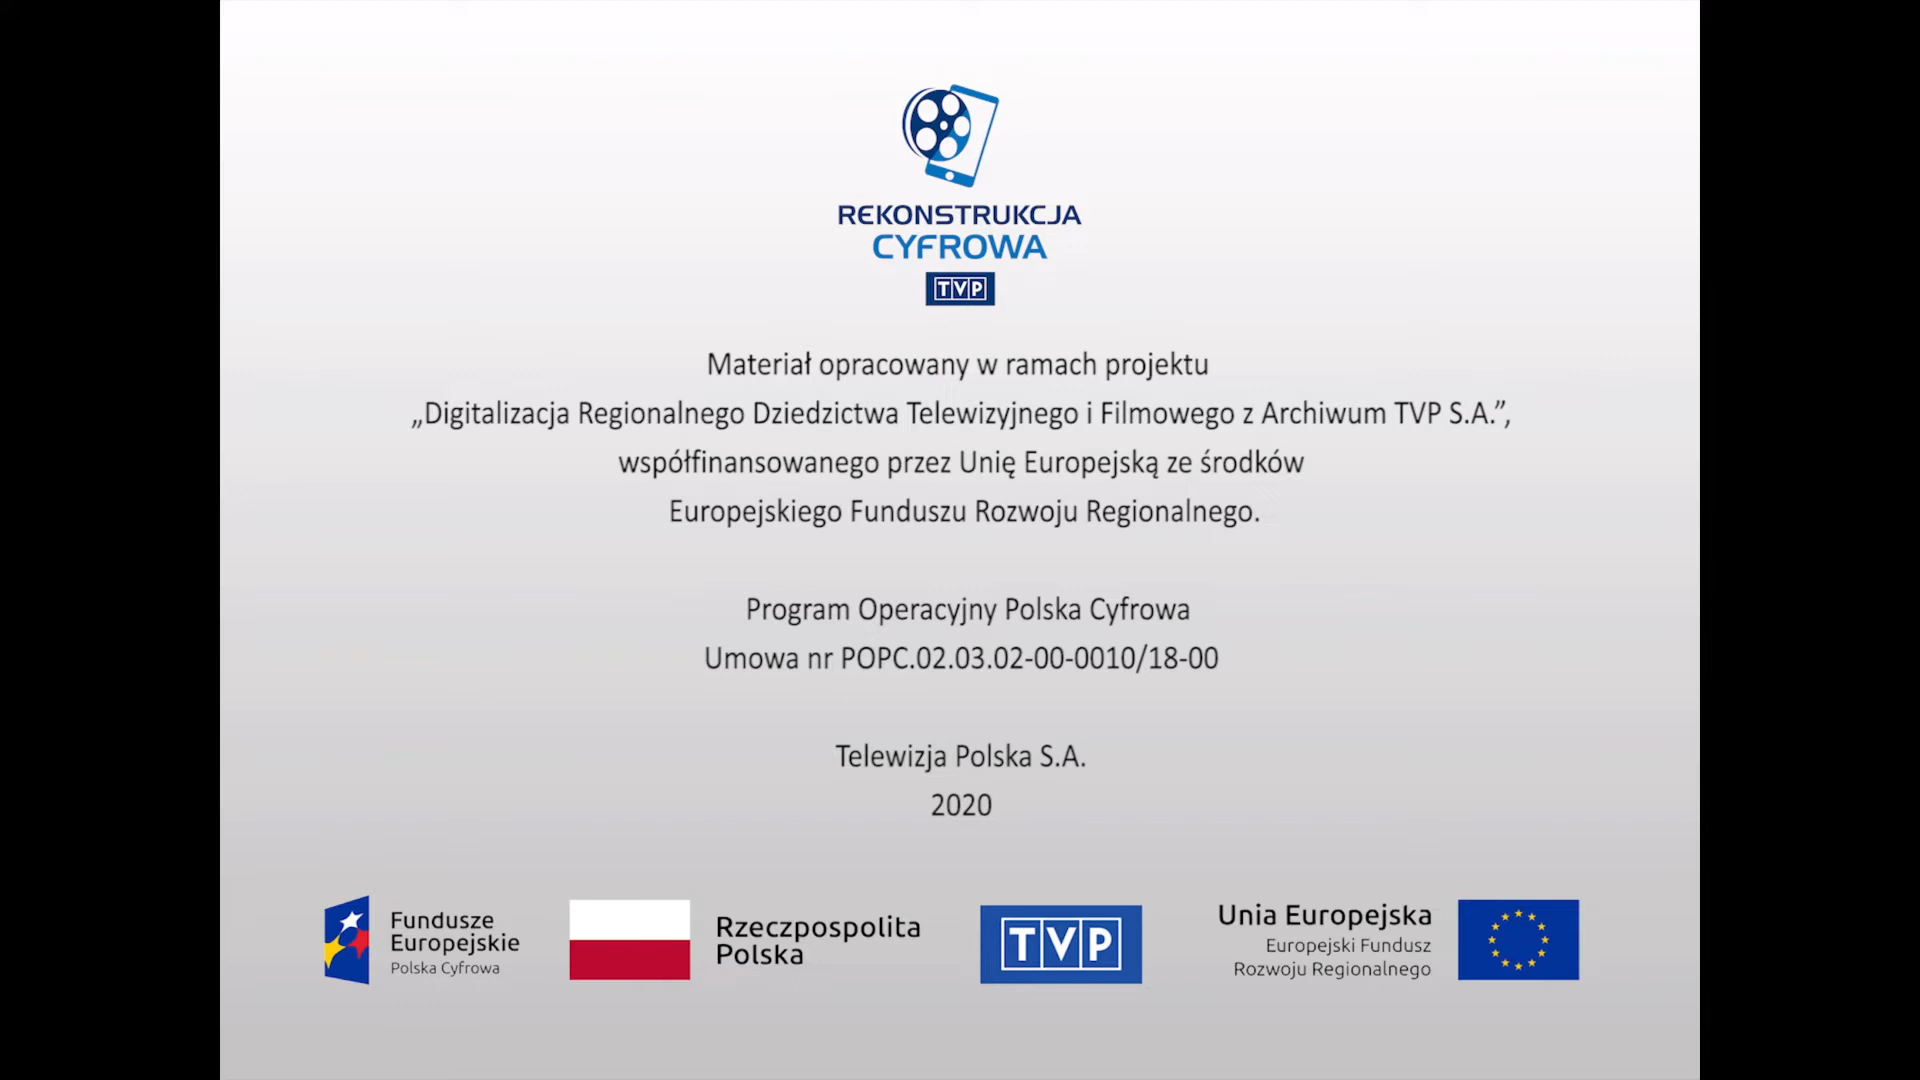 REKONSTRUKCJA
CYFROWA
TVP
Materiał opracowany w ramach projektu
„Digitalizacja Regionalnego Dziedzictwa Telewizyjnego i Filmowego z Archiwum TVP S.A.”,
współfinansowanego przez Unię Europejską ze środków
Europejskiego Funduszu Rozwoju Regionalnego.
Program Operacyjny Polska Cyfrowa
Umowa nr POPC.02.03.02-00-0010/18-00
Telewizja Polska S.A.
2020
Fundusze
Europejskie
Polska Cyfrowa
Rzeczpospolita
Polska
TVP
Unia Europejska
Europejski Fundusz
Rozwoju Regionalnego